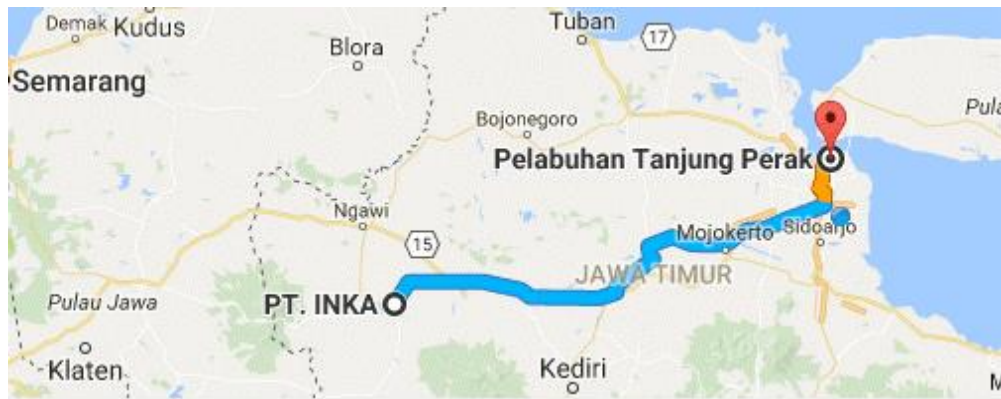 Demak
Kudus
Tuban
17
Blora
Semarang
Pula
Bojonegoro
Pelabuhan Tanjung Perak
Ngawi
15
Mojokerto
Sidoarjo
JAWA TIMUR
Pulau Jawa
PT. INKA
Klaten
Kediri
M